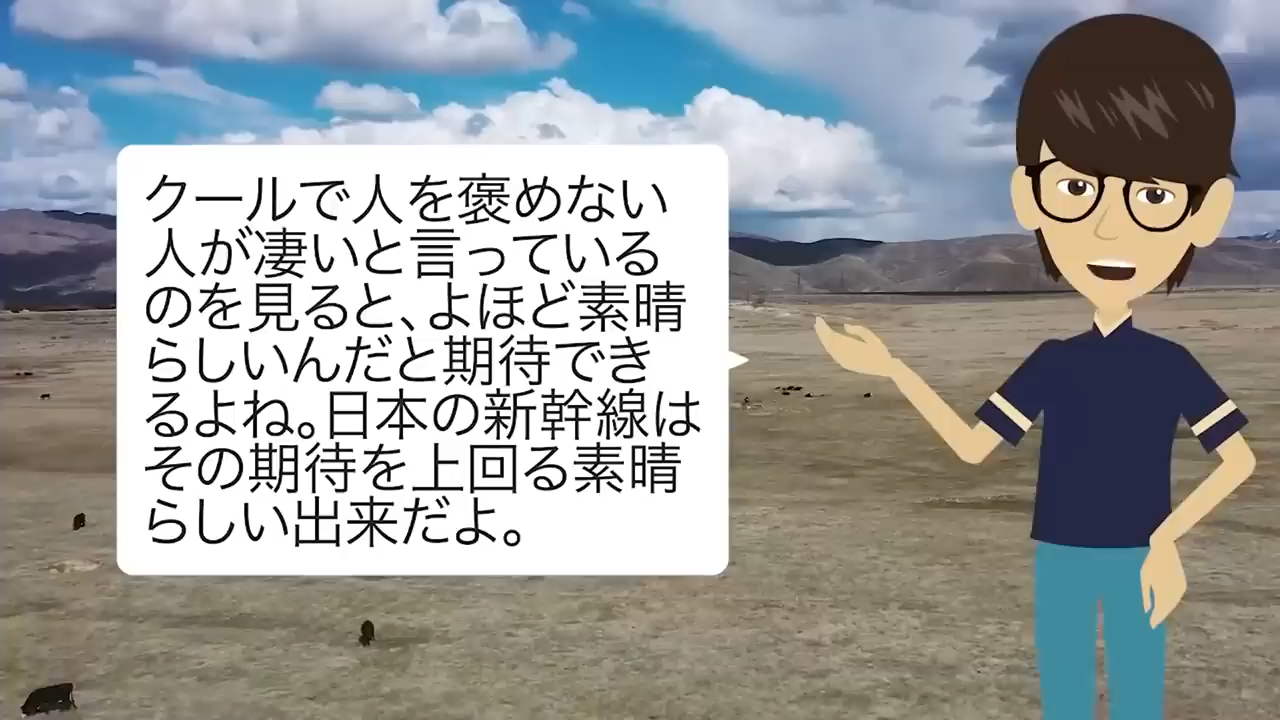 クールで人を褒めない
人が凄いと言っている
のを見ると、よほど素晴
らしいんだと期待でき
るよね。日本の新幹線は
その期待を上回る素晴
らしい出来だよ。